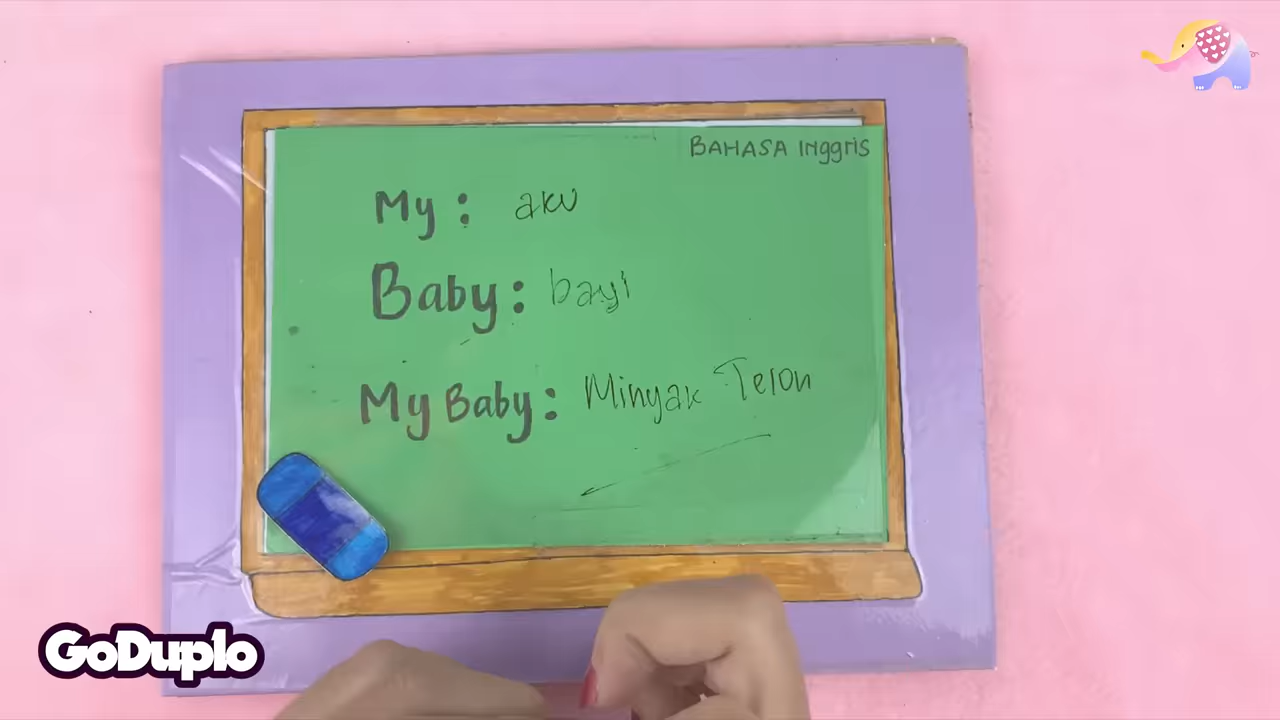 BAHASA INggris
My : aku
Baby : bayi
My Baby : Minyak Telon
GoDuplo